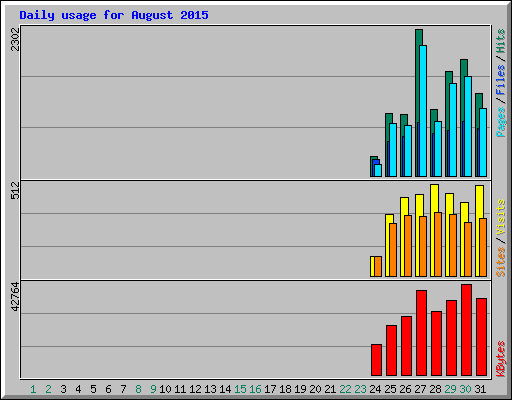 Daily usage for August 2015
2302
Pages/Files/Hits
512
Sites/Visits
42764
KBytes
1 2 3 4 5 6 7 8 9 10 11 12 13 14 15 16 17 18 19 20 21 22 23 24 25 26 27 28 29 30 31